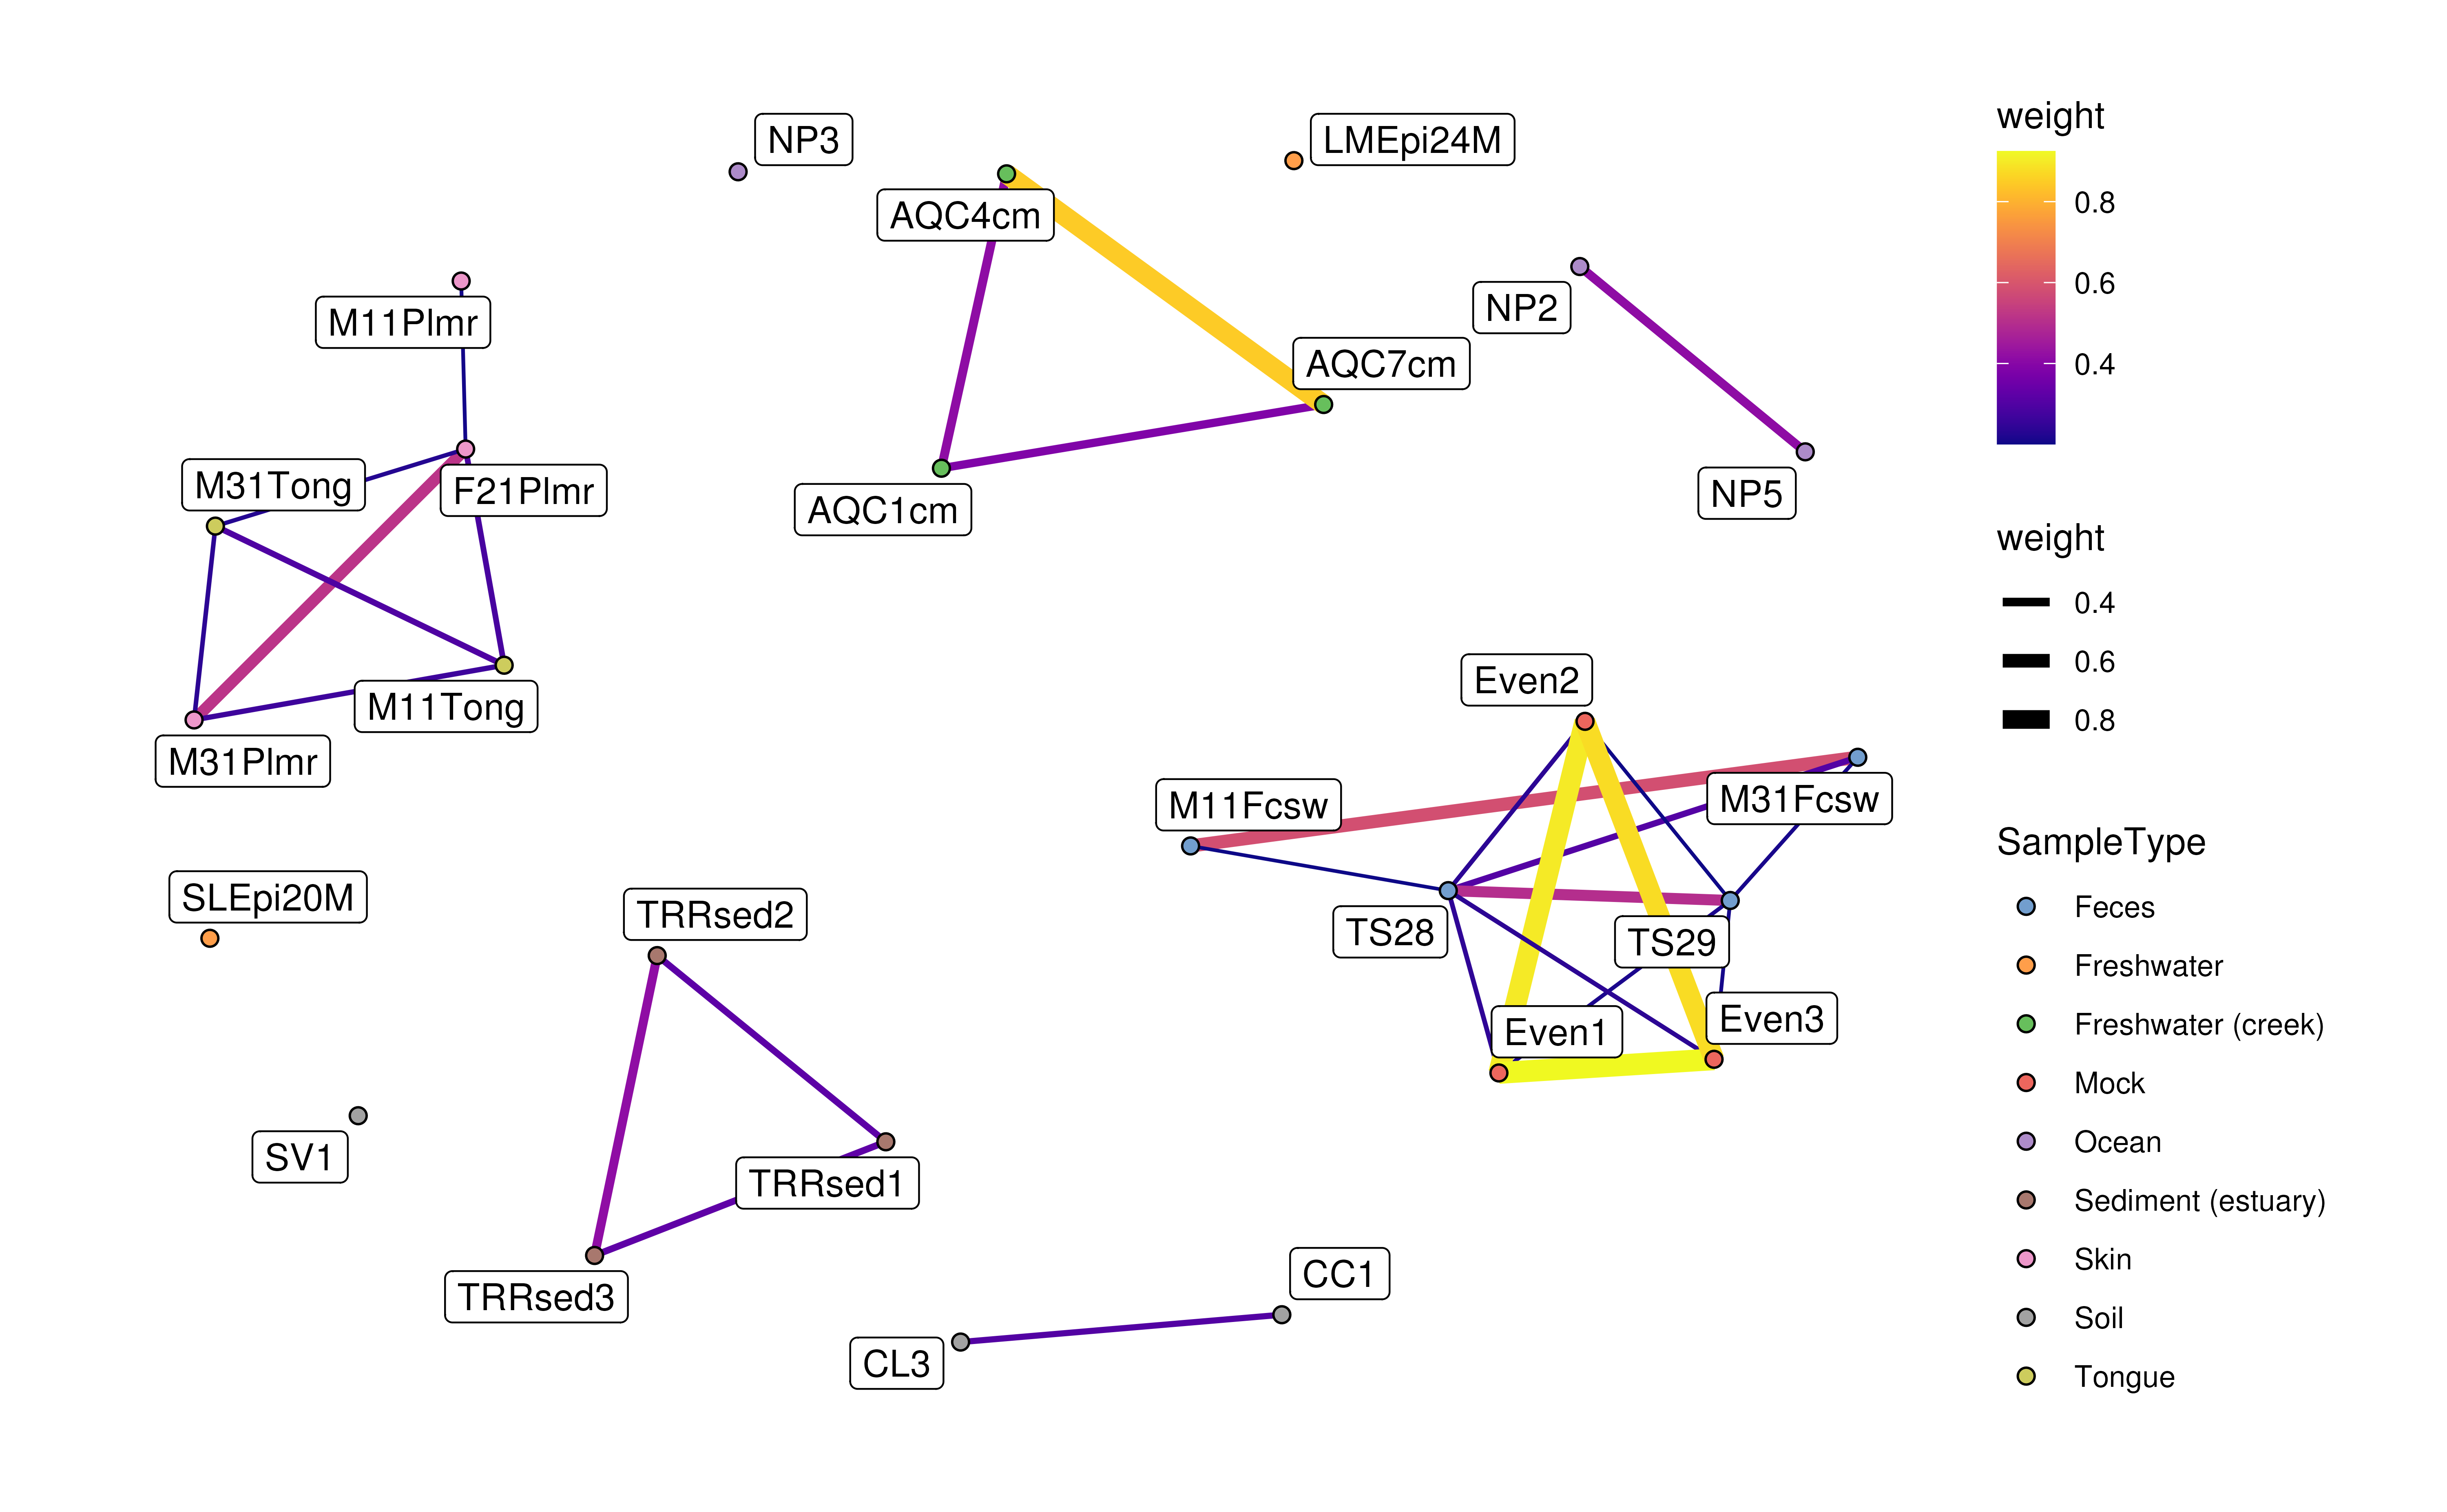 NP3
LMEpi24M
AQC4cm
NP2
M11Plmr
AQC7cm
M31Tong
F21Plmr
NP5
AQC1cm
M11Tong
M31Plmr
Even2
M11Fcsw
M31Fcsw
SLEpi20M
TRRsed2
TS28
TS29
Even1
Even3
SV1
TRRsed1
TRRsed3
CC1
CL3
weight
0.8
0.6
0.4
weight
0.4
0.6
0.8
SampleType
Feces
Freshwater
Freshwater (creek)
Mock
Ocean
Sediment (estuary)
Skin
Soil
Tongue